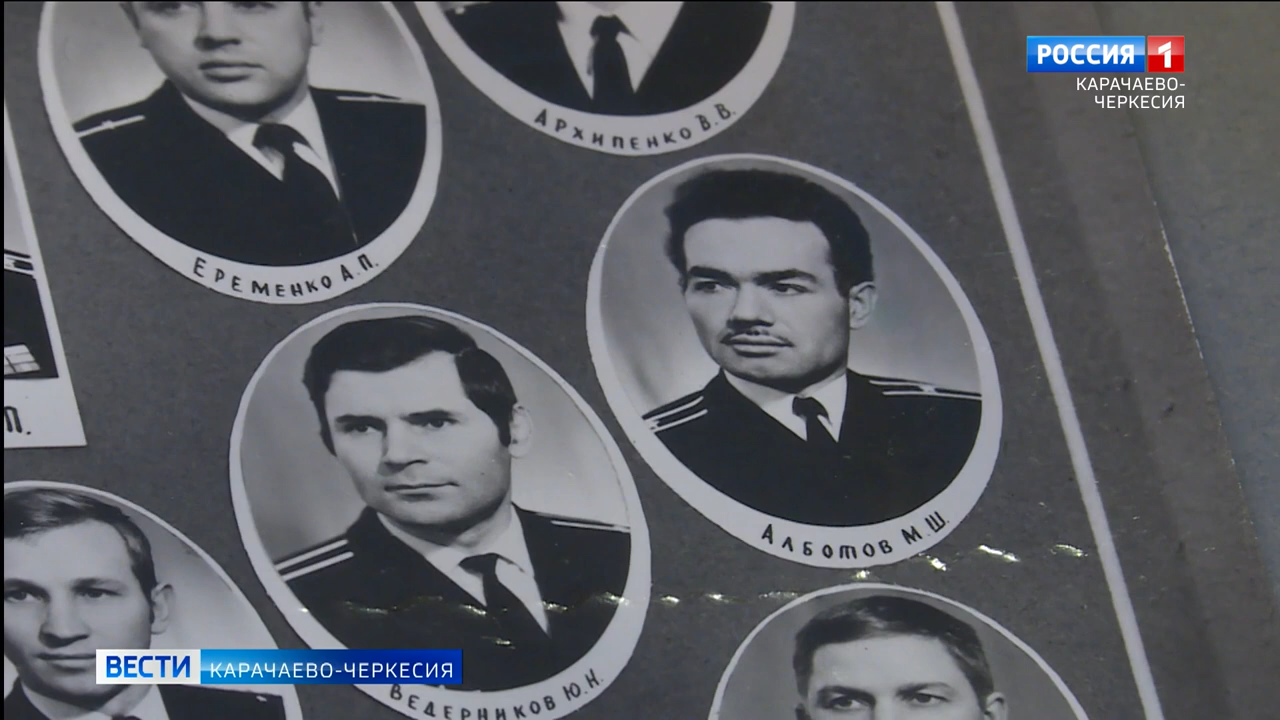 РОССИЯ 1
КАРАЧАЕВО-
ЧЕРКЕСИЯ
АРХИПЕНКО В.В.
ЕРЕМЕНКО А.П.
АЛБОТОВ М.Ш.
П.
ВЕДЕРНИКОВ Ю.Н.
ВЕСТИ КАРАЧАЕВО-ЧЕРКЕСИЯ